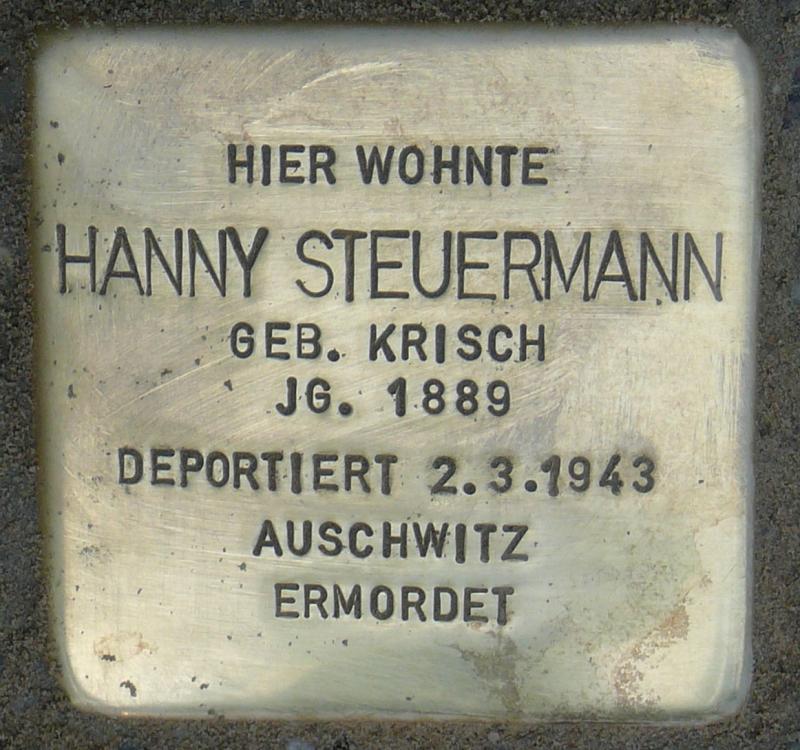 HIER WOHNTE
HANNY STEUERMANN
GEB. KRISCH
JG. 1889
DEPORTIERT 2.3.1943
AUSCHWITZ
ERMORDET